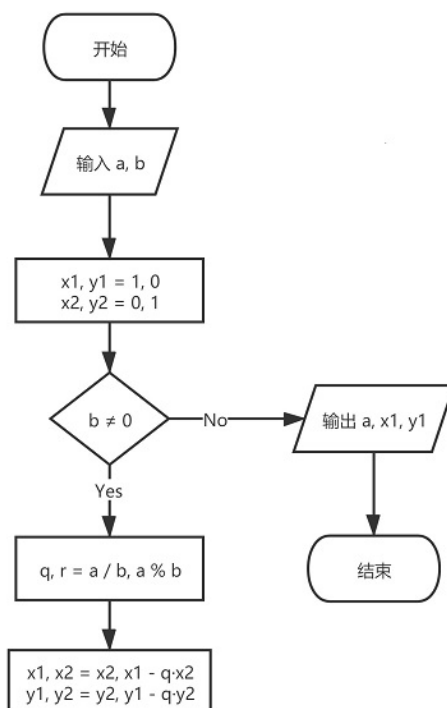 开始
输入 a, b
x1, y1 = 1, 0
x2, y2 = 0, 1
b ≠ 0
No
输出 a, x1, y1
Yes
结束
q, r = a / b, a % b
x1, x2 = x2, x1 - q·x2
y1, y2 = y2, y1 - q·y2